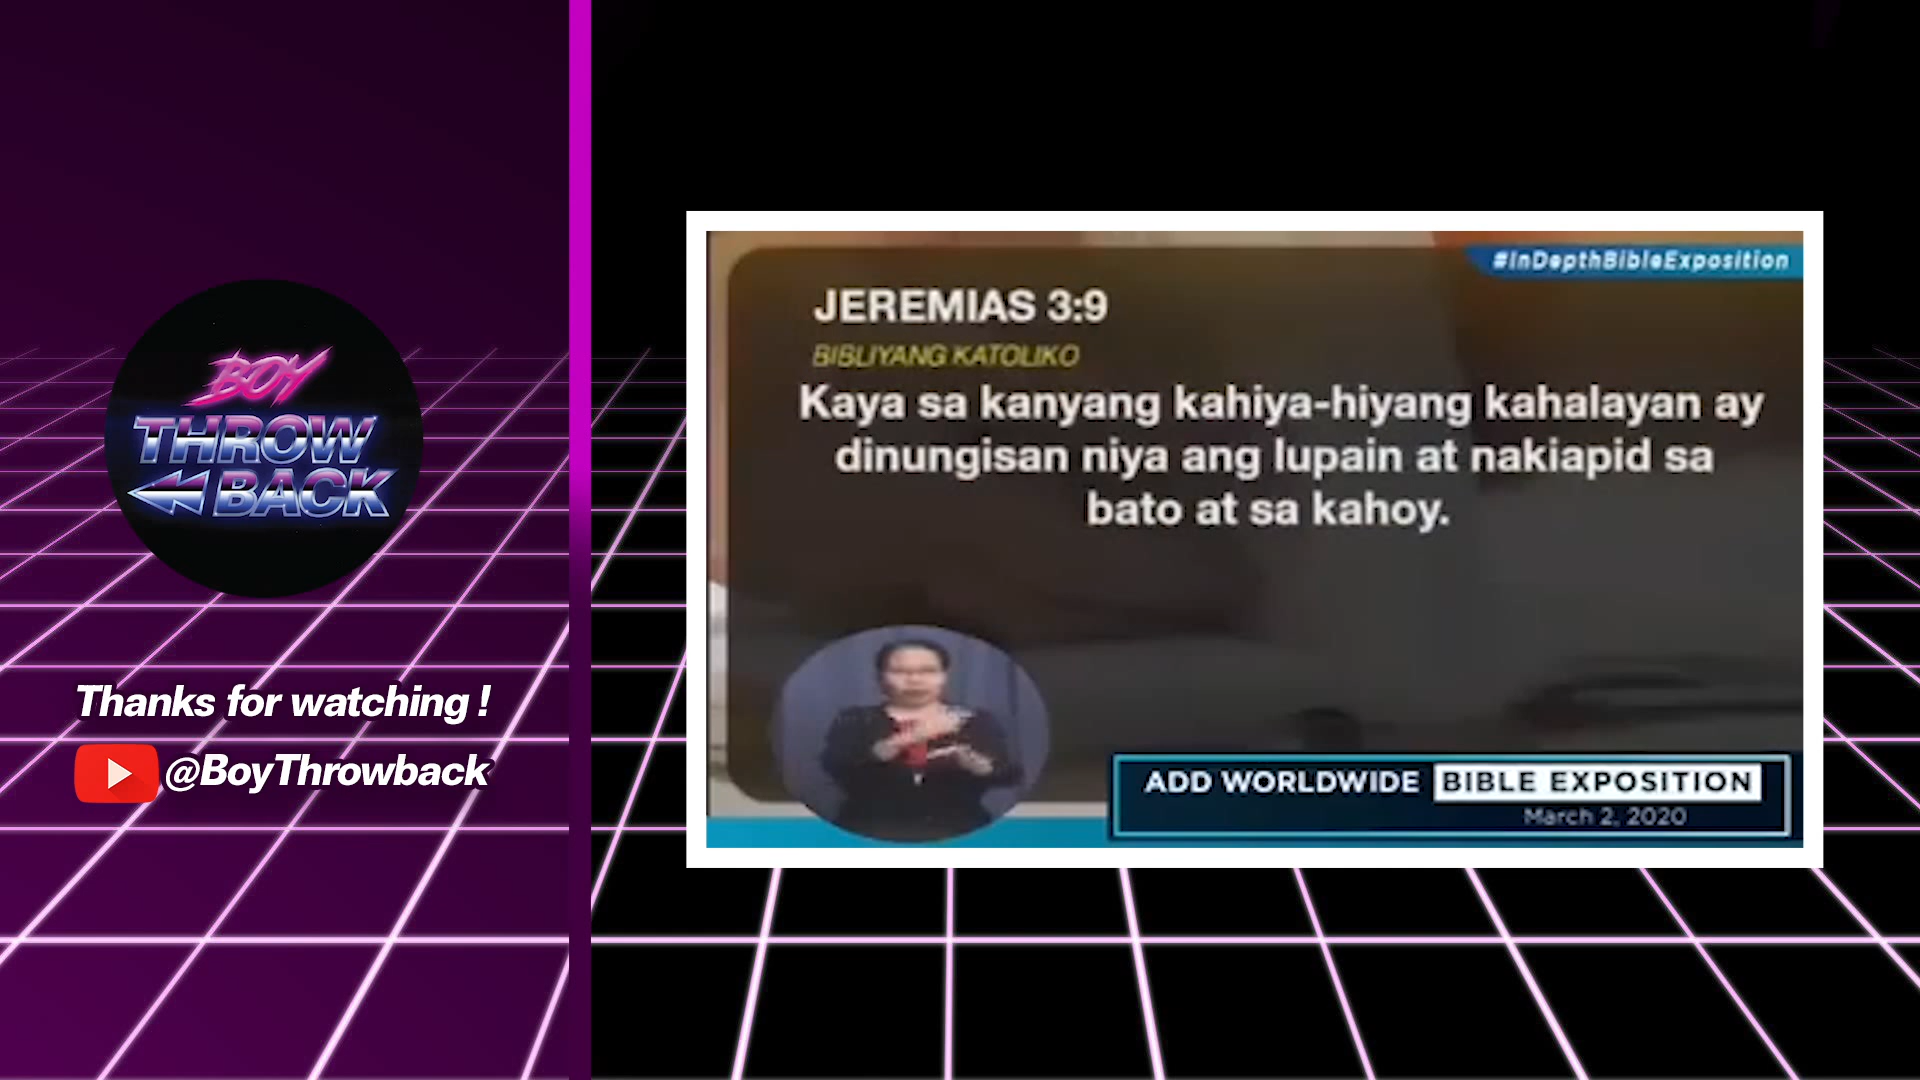 BOY
THROW
BACK
Thanks for watching !
@BoyThrowback
#InDepthBibleExposition
JEREMIAS 3:9
BIBLIYANG KATOLIKO
Kaya sa kanyang kahiya-hiyang kahalayan ay
dinungisan niya ang lupain at nakiapid sa
bato at sa kahoy.
ADD WORLDWIDE BIBLE EXPOSITION
March 2, 2020